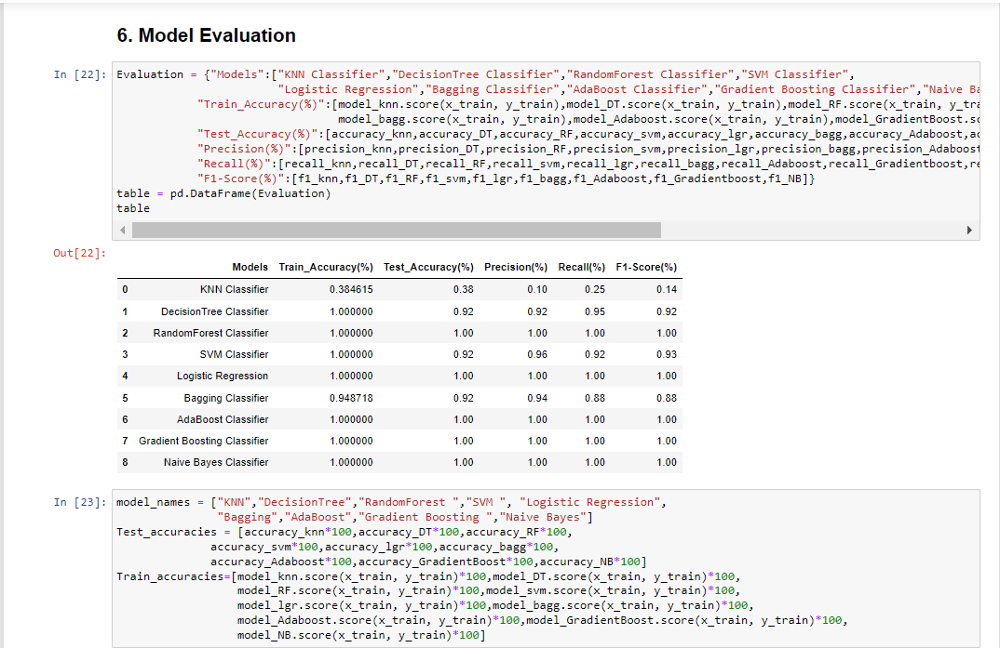 6. Model Evaluation
In [22]: Evaluation = {"Models":["KNN Classifier","DecisionTree Classifier","RandomForest Classifier","SVM Classifier",
"Logistic Regression","Bagging Classifier","AdaBoost Classifier","Gradient Boosting Classifier","Naive Ba
"Train_Accuracy(%)":[model_knn.score(x_train, y_train),model_DT.score(x_train, y_train),model_RF.score(x_train, y_tra
model_bagg.score(x_train, y_train),model_Adaboost.score(x_train, y_train),model_GradientBoost.sc
"Test_Accuracy(%)":[accuracy_knn,accuracy_DT,accuracy_RF,accuracy_svm,accuracy_lgr,accuracy_bagg,accuracy_Adaboost,ac
"Precision(%)":[precision_knn,precision_DT,precision_RF,precision_svm,precision_lgr,precision_bagg,precision_Adaboost
"Recall(%)":[recall_knn,recall_DT,recall_RF,recall_svm,recall_lgr,recall_bagg,recall_Adaboost,recall_Gradientboost,re
"F1-Score(%)":[f1_knn,f1_DT,f1_RF,f1_svm,f1_lgr,f1_bagg,f1_Adaboost,f1_Gradientboost,f1_NB]}
table = pd.DataFrame(Evaluation)
table
Out[22]:
Models Train_Accuracy(%) Test_Accuracy(%) Precision(%) Recall(%) F1-Score(%)
0 KNN Classifier 0.384615 0.38 0.10 0.25 0.14
1 DecisionTree Classifier 1.000000 0.92 0.92 0.95 0.92
2 RandomForest Classifier 1.000000 1.00 1.00 1.00 1.00
3 SVM Classifier 1.000000 0.92 0.96 0.92 0.93
4 Logistic Regression 1.000000 1.00 1.00 1.00 1.00
5 Bagging Classifier 0.948718 0.92 0.94 0.88 0.88
6 AdaBoost Classifier 1.000000 1.00 1.00 1.00 1.00
7 Gradient Boosting Classifier 1.000000 1.00 1.00 1.00 1.00
8 Naive Bayes Classifier 1.000000 1.00 1.00 1.00 1.00
In [23]: model_names = ["KNN","DecisionTree","RandomForest ","SVM ", "Logistic Regression",
"Bagging","AdaBoost","Gradient Boosting ","Naive Bayes"]
Test_accuracies = [accuracy_knn*100,accuracy_DT*100,accuracy_RF*100,
accuracy_svm*100,accuracy_lgr*100,accuracy_bagg*100,
accuracy_Adaboost*100,accuracy_GradientBoost*100,accuracy_NB*100]
Train_accuracies=[model_knn.score(x_train, y_train)*100,model_DT.score(x_train, y_train)*100,
model_RF.score(x_train, y_train)*100,model_svm.score(x_train, y_train)*100,
model_lgr.score(x_train, y_train)*100,model_bagg.score(x_train, y_train)*100,
model_Adaboost.score(x_train, y_train)*100,model_GradientBoost.score(x_train, y_train)*100,
model_NB.score(x_train, y_train)*100]